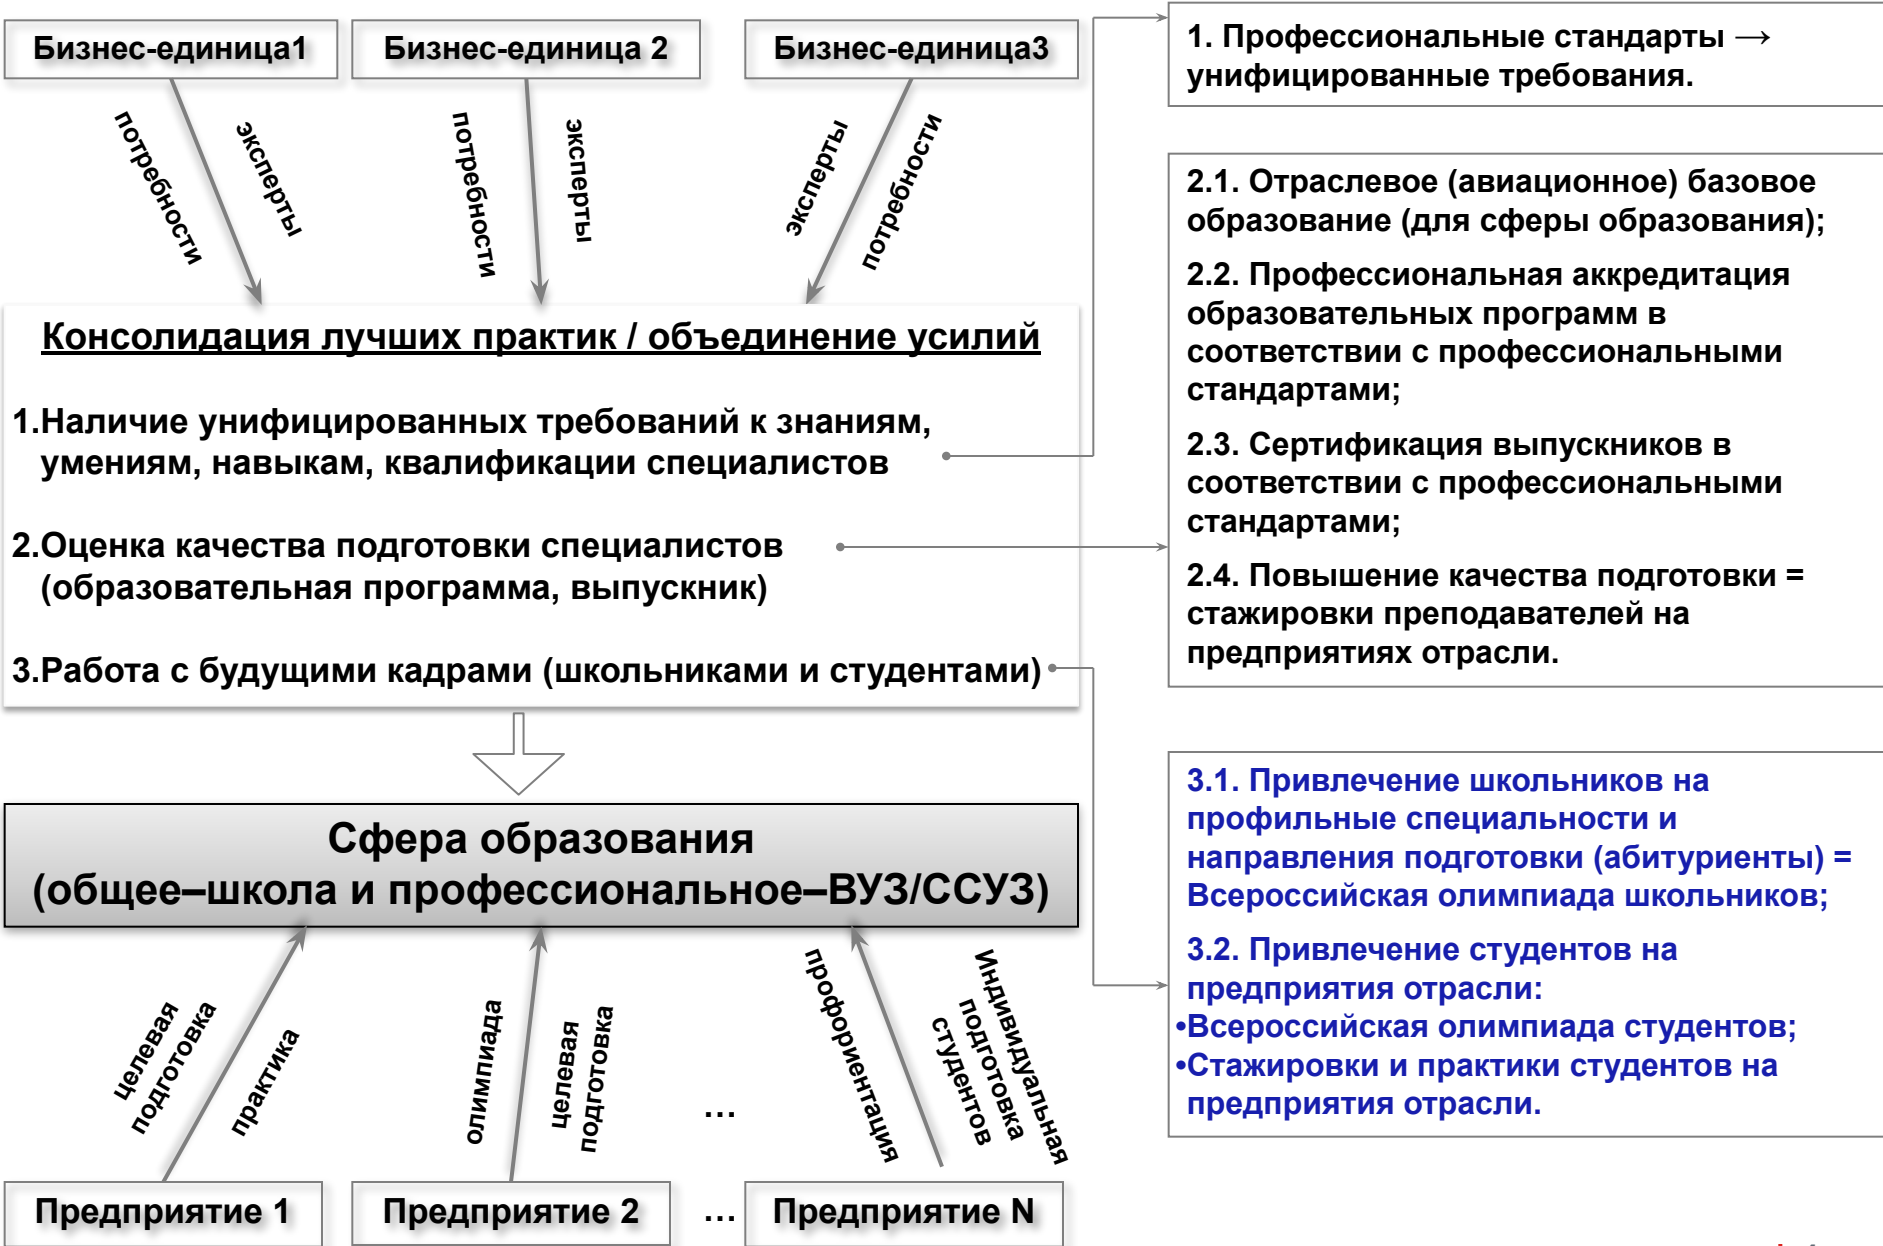 Бизнес-единица1
Бизнес-единица 2
Бизнес-единица3
потребности
эксперты
потребности
эксперты
эксперты
потребности
Консолидация лучших практик / объединение усилий
1.Наличие унифицированных требований к знаниям,
умениям, навыкам, квалификации специалистов
2.Оценка качества подготовки специалистов
(образовательная программа, выпускник)
3.Работа с будущими кадрами (школьниками и студентами)
Сфера образования
(общее–школа и профессиональное–ВУЗ/ССУЗ)
целевая
подготовка
практика
олимпиада
целевая
подготовка
...
профориентация
Индивидуальная
подготовка
студентов
Предприятие 1
Предприятие 2
...
Предприятие N
1. Профессиональные стандарты →
унифицированные требования.
2.1. Отраслевое (авиационное) базовое
образование (для сферы образования);
2.2. Профессиональная аккредитация
образовательных программ в
соответствии с профессиональными
стандартами;
2.3. Сертификация выпускников в
соответствии с профессиональными
стандартами;
2.4. Повышение качества подготовки =
стажировки преподавателей на
предприятиях отрасли.
3.1. Привлечение школьников на
профильные специальности и
направления подготовки (абитуриенты) =
Всероссийская олимпиада школьников;
3.2. Привлечение студентов на
предприятия отрасли:
•Всероссийская олимпиада студентов;
•Стажировки и практики студентов на
предприятия отрасли.